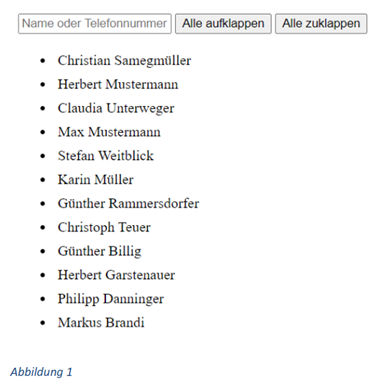 Name oder Telefonnummer Alle aufklappen Alle zuklappen
Christian Samegmüller
Herbert Mustermann
Claudia Unterweger
Max Mustermann
Stefan Weitblick
Karin Müller
Günther Rammersdorfer
Christoph Teuer
Günther Billig
Herbert Garstenauer
Philipp Danninger
Markus Brandi
Abbildung 1